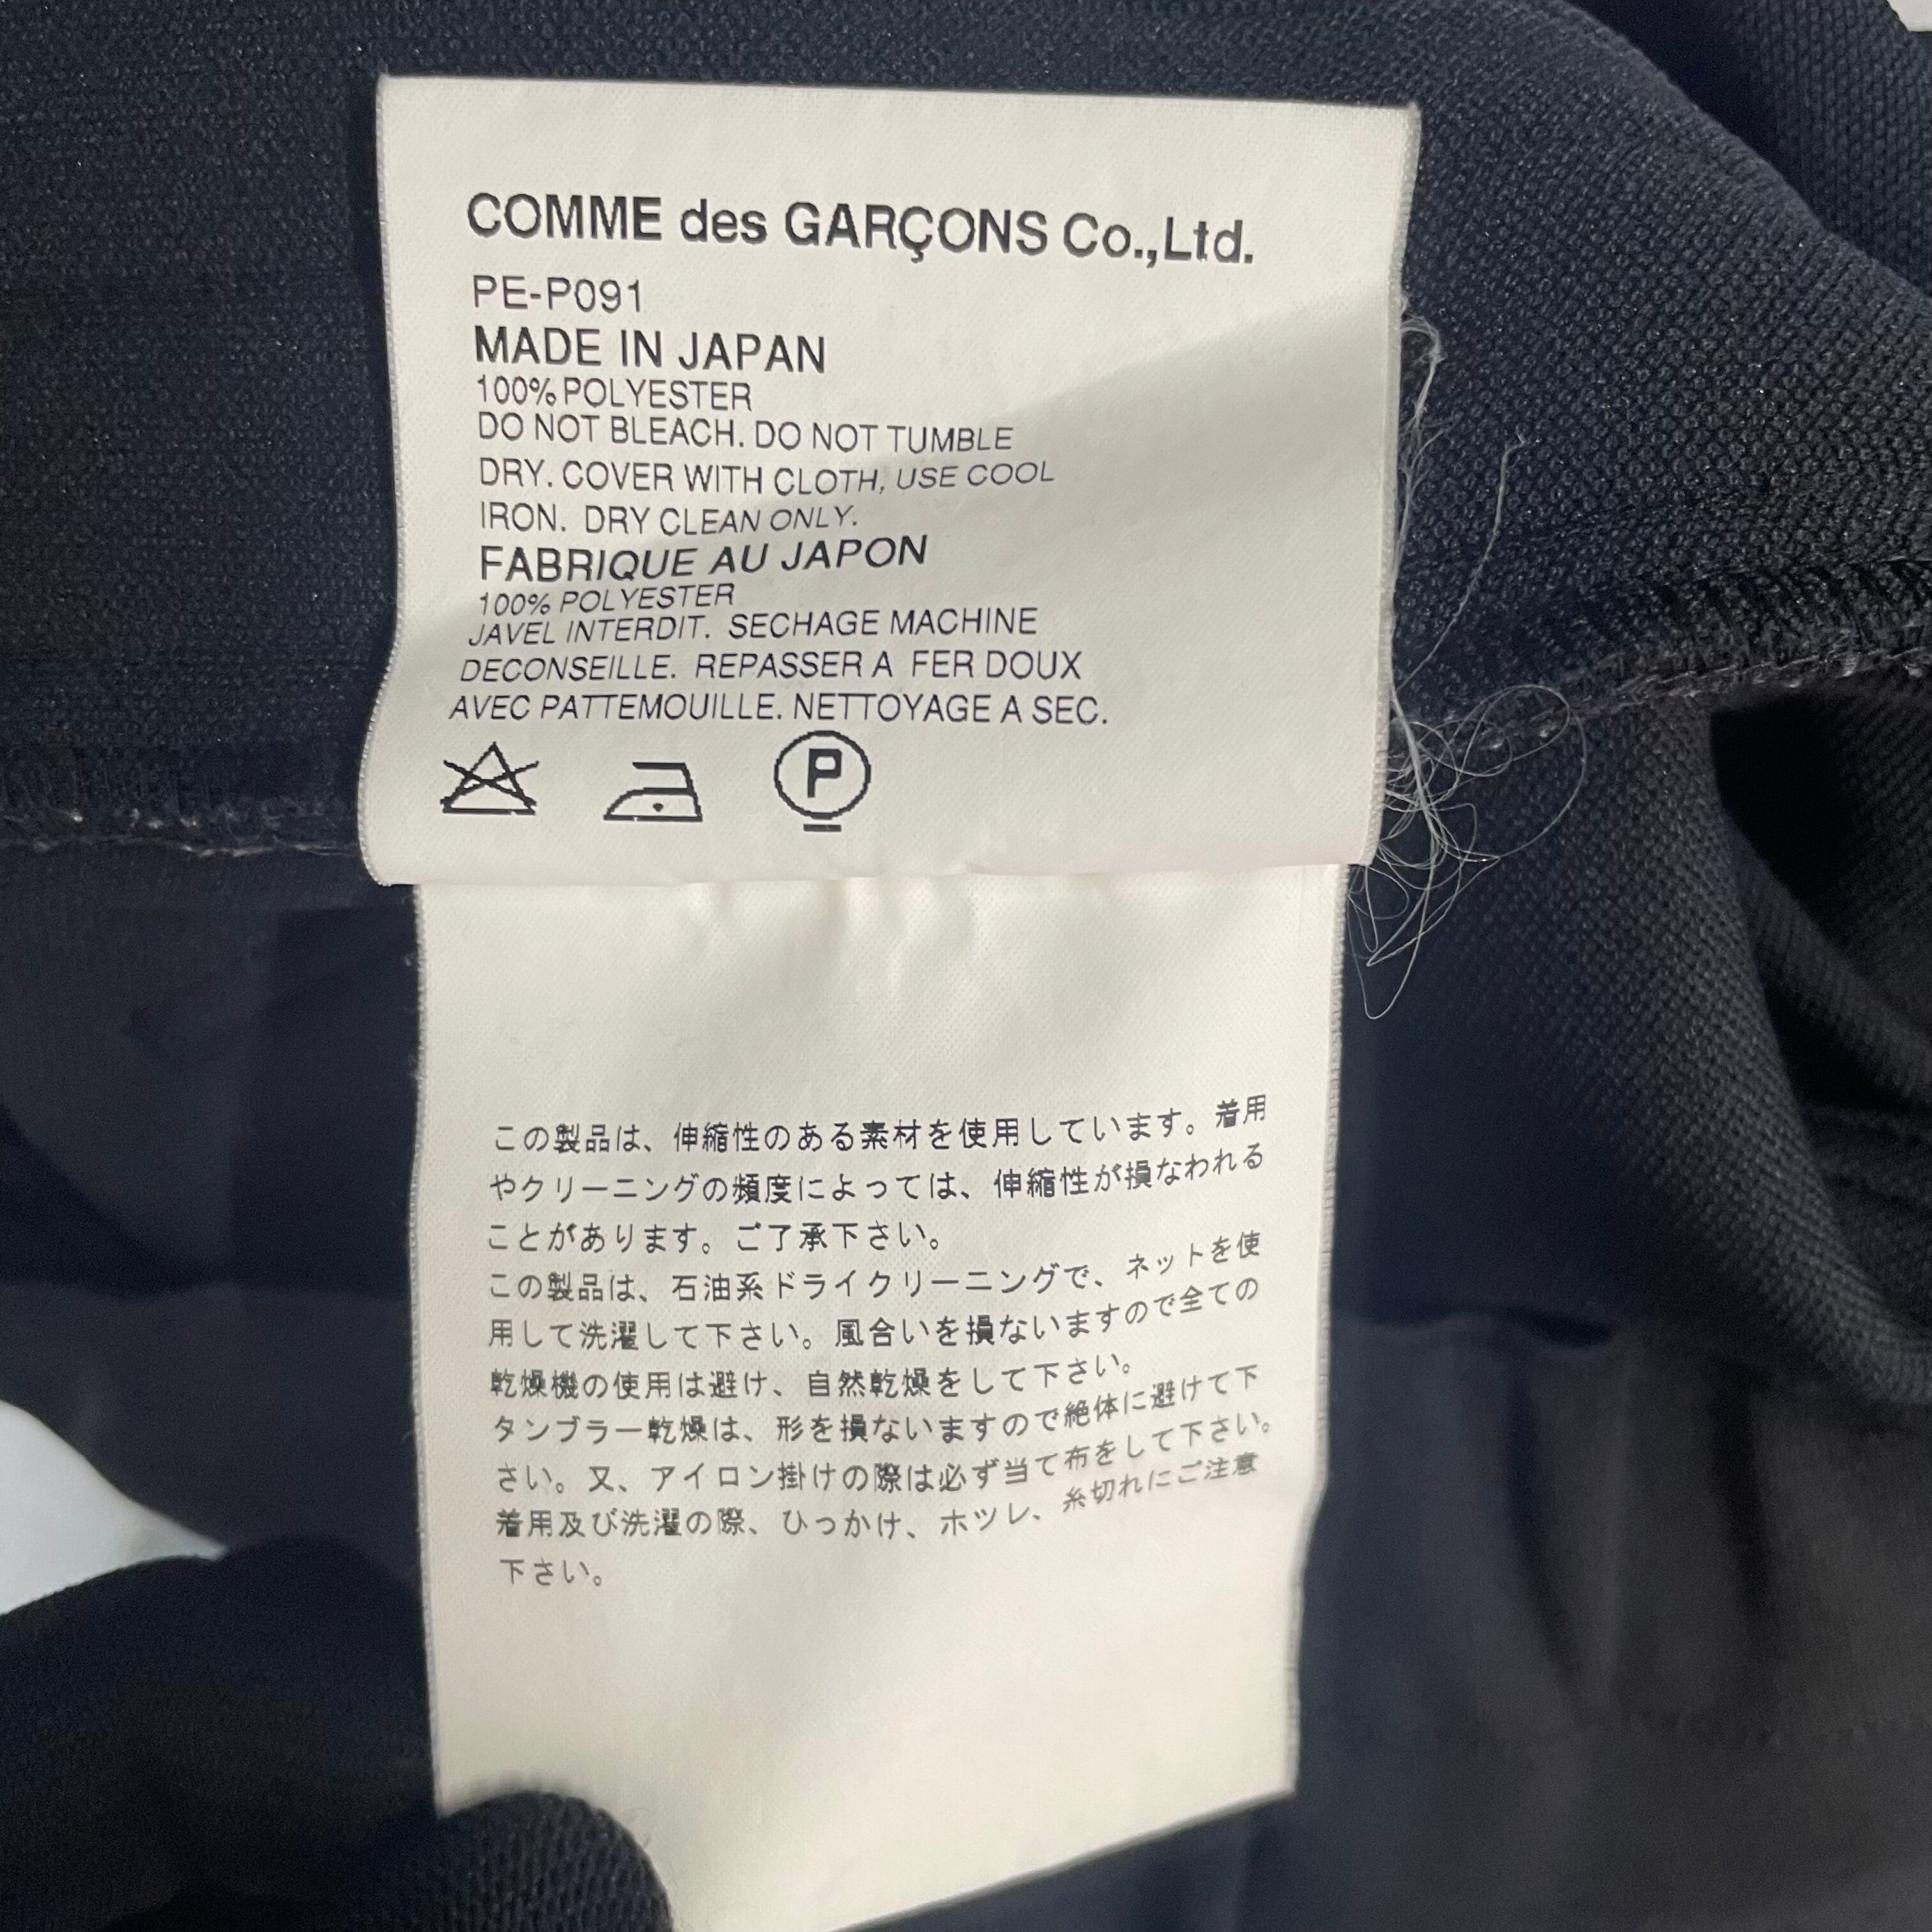 COMME des GARÇONS Co.,Ltd.
PE-P091
MADE IN JAPAN
100% POLYESTER
DO NOT BLEACH. DO NOT TUMBLE
DRY. COVER WITH CLOTH, USE COOL
IRON. DRY CLEAN ONLY.
FABRIQUE AU JAPON
100% POLYESTER
JAVEL INTERDIT. SECHAGE MACHINE
DECONSEILLE. REPASSER A FER DOUX
AVEC PATTEMOUILLE. NETTOYAGE A SEC.
P
この製品は、伸縮性のある素材を使用しています。着用
やクリーニングの頻度によっては、伸縮性が損なわれる
ことがあります。ご了承下さい。
この製品は、石油系ドライクリーニングで、ネットを使
用して洗濯して下さい。風合いを損ないますので全ての
乾燥機の使用は避け、自然乾燥をして下さい。
タンブラー乾燥は、形を損ないますので絶体に避けて下
さい。又、アイロン掛けの際は必ず当て布をして下さい。
着用及び洗濯の際、ひっかけ、ホツレ、糸切れにご注意
下さい。